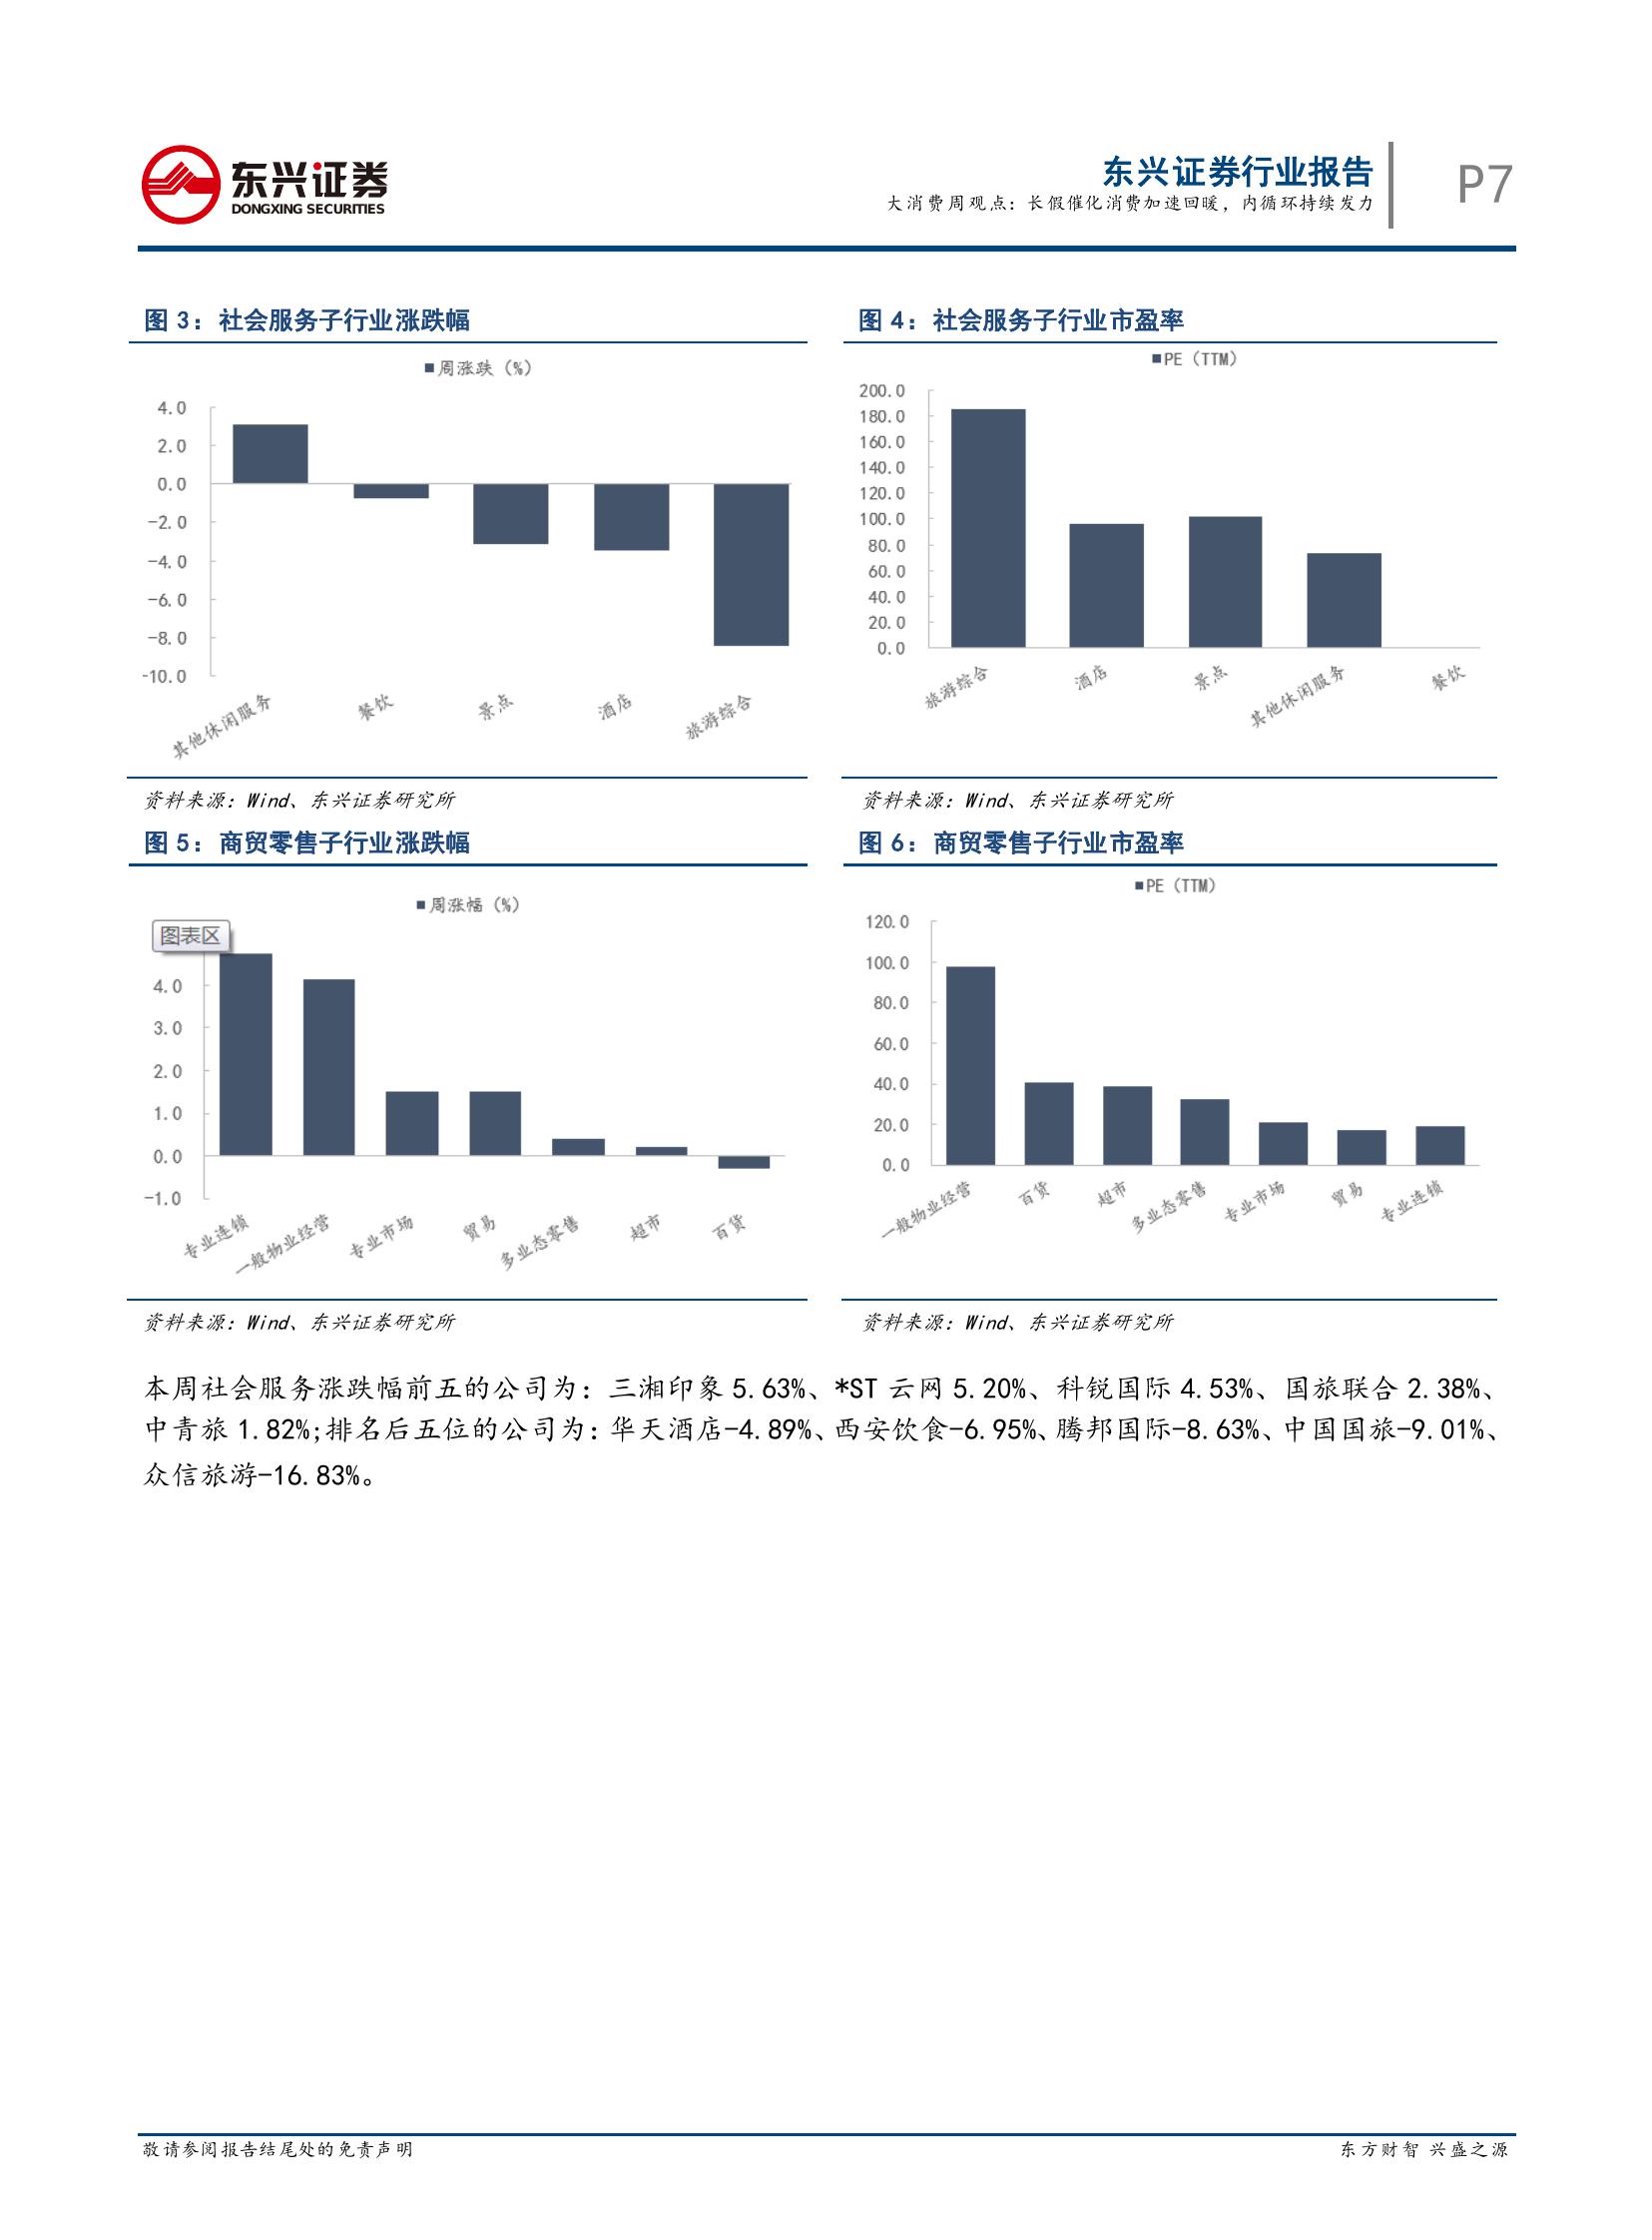 东兴证券
DONGXING SECURITIES
东兴证券行业报告
大消费周观点：长假催化消费加速回暖，内循环持续发力
P7
图 3：社会服务子行业涨跌幅
周涨跌（%）
4.0
2.0
0.0
-2.0
-4.0
-6.0
-8.0
-10.0
其他休闲服务
餐饮
景点
酒店
旅游综合
资料来源：Wind、东兴证券研究所
图 4：社会服务子行业市盈率
PE（TTM）
200.0
180.0
160.0
140.0
120.0
100.0
80.0
60.0
40.0
20.0
0.0
旅游综合
酒店
景点
其他休闲服务
餐饮
资料来源：Wind、东兴证券研究所
图 5：商贸零售子行业涨跌幅
周涨幅（%）
图表区
4.0
3.0
2.0
1.0
0.0
-1.0
专业连锁
一般物业经营
专业市场
贸易
多业态零售
超市
百货
资料来源：Wind、东兴证券研究所
图 6：商贸零售子行业市盈率
PE（TTM）
120.0
100.0
80.0
60.0
40.0
20.0
0.0
一般物业经营
百货
超市
多业态零售
专业市场
贸易
专业连锁
资料来源：Wind、东兴证券研究所
本周社会服务涨跌幅前五的公司为：三湘印象 5.63%、*ST 云网 5.20%、科锐国际 4.53%、国旅联合 2.38%、
中青旅 1.82%;排名后五位的公司为：华天酒店-4.89%、西安饮食-6.95%、腾邦国际-8.63%、中国国旅-9.01%、
众信旅游-16.83%。
敬请参阅报告结尾处的免责声明
东方财智 兴盛之源